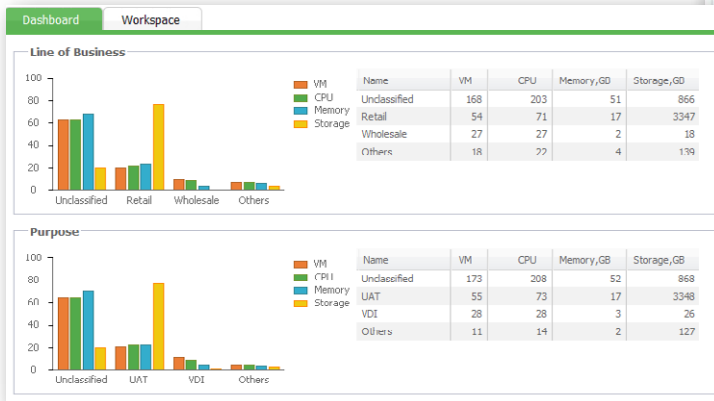 Dashboard Workspace
Line of Business
100
80
60
40
20
0
Unclassified Retail Wholesale Others
VM
CPU
Memory
Storage
Name VM CPU Memory,GB Storage,GB
Unclassified 168 203 51 866
Retail 54 71 17 3347
Wholesale 27 27 2 18
Others 18 22 4 139
Purpose
100
80
60
40
20
0
Unclassified UAT VDI Others
VM
CPU
Memory
Storage
Name VM CPU Memory,GB Storage,GB
Unclassified 173 208 52 868
UAT 55 73 17 3348
VDI 28 28 3 26
Others 11 14 2 127